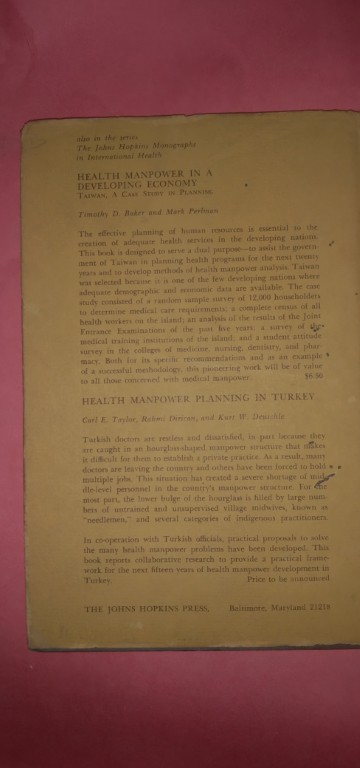 also in the series
The Johns Hopkins Monographs
in International Health
HEALTH MANPOWER IN A
DEVELOPING ECONOMY
TAIWAN, A CASE STUDY IN PLANNING
Timothy D. Baker and Mark Perlman
The effective planning of human resources is essential to the
creation of adequate health services in the developing nations.
This book is designed to serve a dual purpose—to assist the govern-
ment of Taiwan in planning health programs for the next twenty
years and to develop methods of health manpower analysis. Taiwan
was selected because it is one of the few developing nations where
adequate demographic and economic data are available. The case
study consisted of a random sample survey of 12,000 householders
to determine medical care requirements, a complete census of all
health workers on the island, an analysis of the results of the Joint
Entrance Examinations of the past five years, a survey of the
medical training institutions of the island, and a student attitude
survey in the colleges of medicine, nursing, dentistry, and phar-
macy. Both for its specific recommendations and as an example
of a successful methodology, this pioneering work will be of value
to all those concerned with medical manpower. $6.50
HEALTH MANPOWER PLANNING IN TURKEY
Carl E. Taylor, Rahmi Dirican, and Kurt W. Deuschle
Turkish doctors are restless and dissatisfied, in part because they
are caught in an hourglass-shaped manpower structure that makes
it difficult for them to establish a private practice. As a result, many
doctors are leaving the country and others have been forced to hold
multiple jobs. This situation has created a severe shortage of mid-
dle-level personnel in the country's manpower structure. For the
most part, the lower bulge of the hourglass is filled by large num-
bers of untrained and unsupervised village midwives, known as
"needlemen," and several categories of indigenous practitioners.
In co-operation with Turkish officials, practical proposals to solve
the many health manpower problems have been developed. This
book reports collaborative research to provide a practical frame-
work for the next fifteen years of health manpower development in
Turkey. Price to be announced
THE JOHNS HOPKINS PRESS, Baltimore, Maryland 21218